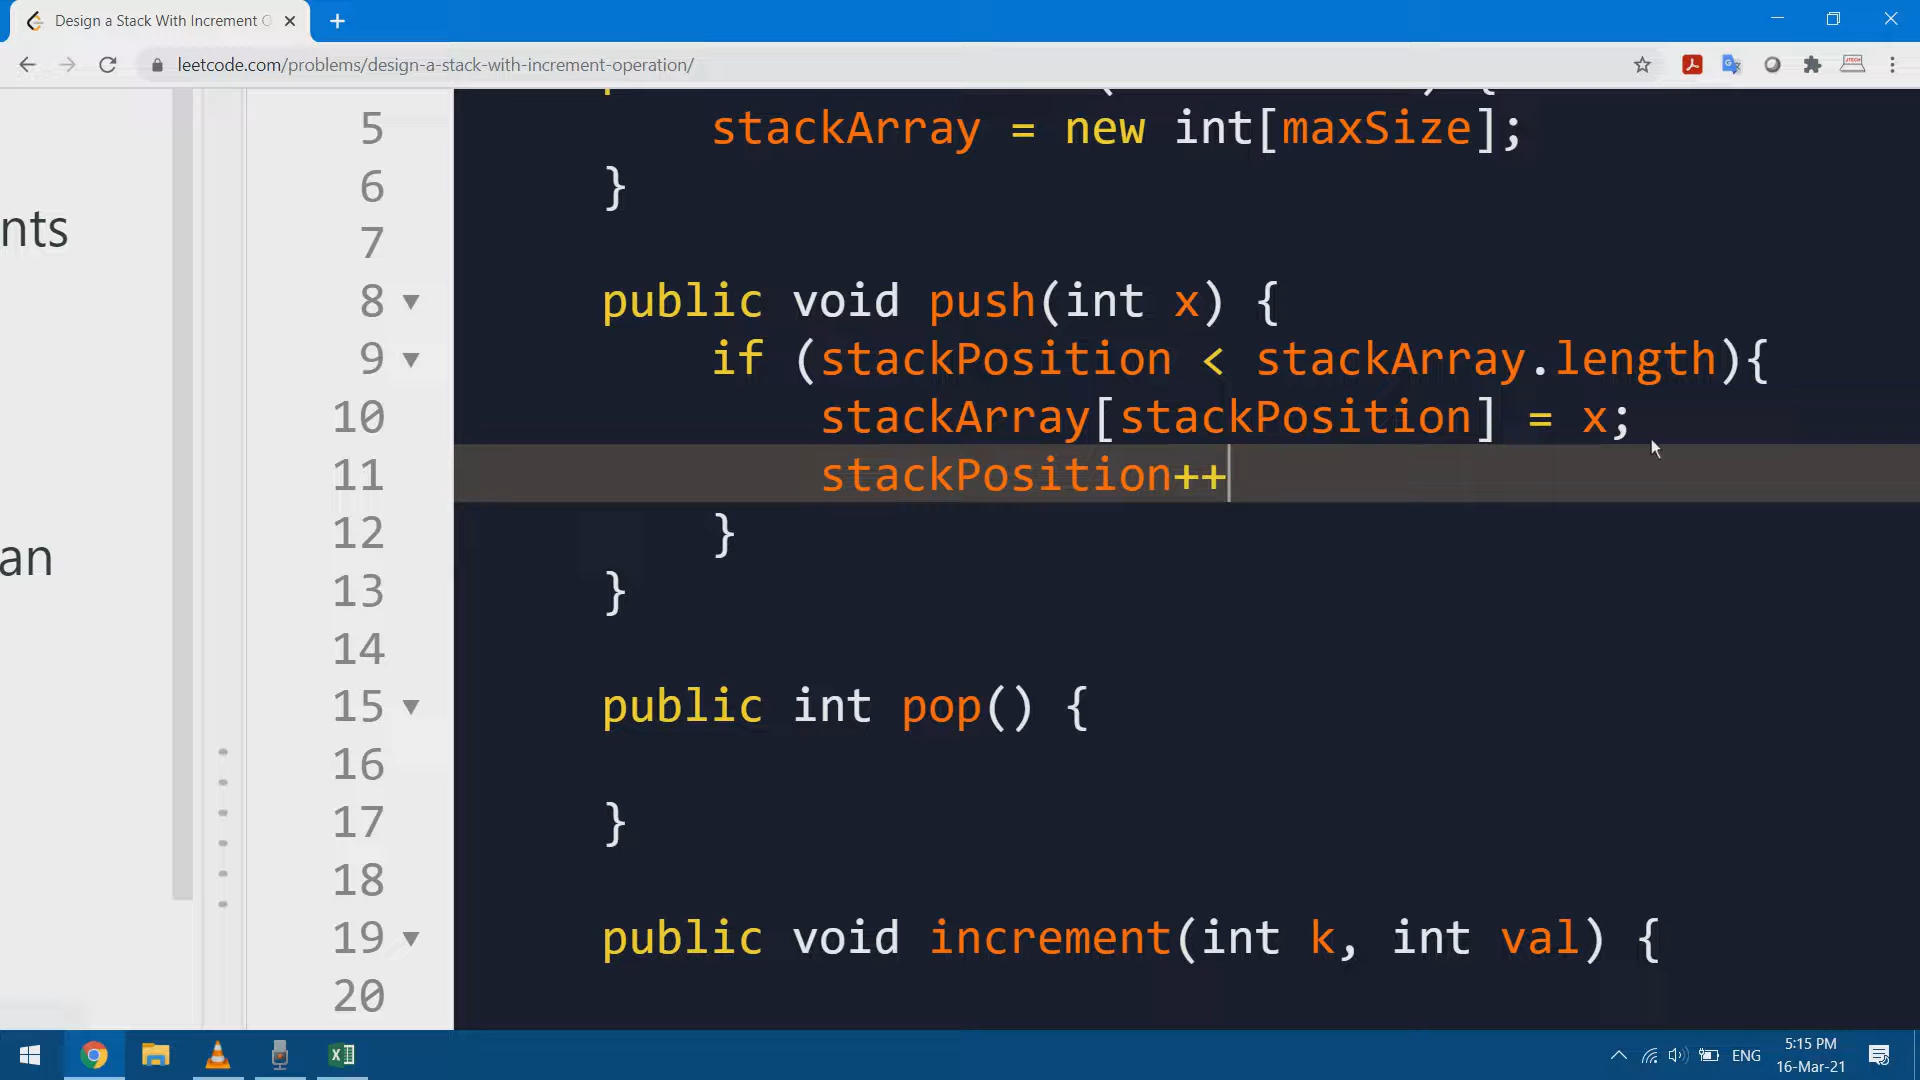 Design a Stack With Increment O
leetcode.com/problems/design-a-stack-with-increment-operation/
nts
an
5 stackArray = new int[maxSize];
6 }
7
8 public void push(int x) {
9 if (stackPosition < stackArray.length){
10 stackArray[stackPosition] = x;
11 stackPosition++
12 }
13 }
14
15 public int pop() {
16
17 }
18
19 public void increment(int k, int val) {
20
ENG
5:15 PM
16-Mar-21